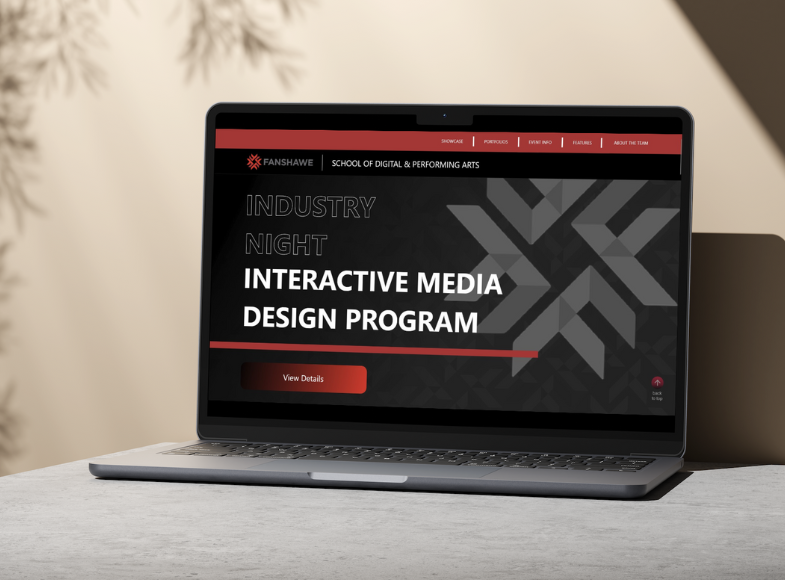 SHOWCASE PORTFOLIOS EVENT INFO FEATURES ABOUT THE TEAM
FANSHAWE SCHOOL OF DIGITAL & PERFORMING ARTS
INDUSTRY
NIGHT
INTERACTIVE MEDIA
DESIGN PROGRAM
View Details
to top